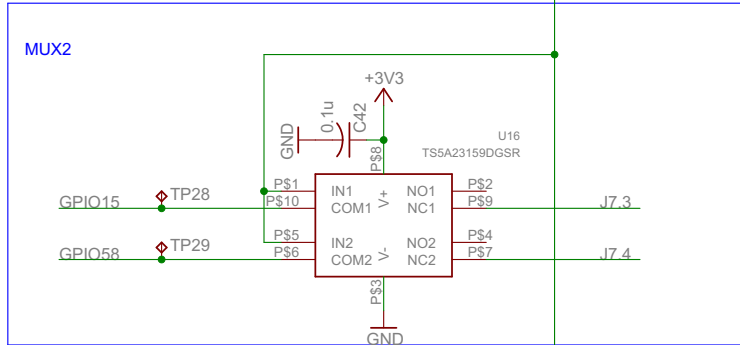 MUX2
+3V3
GND
0.1u
C42
U16
TS5A23159DGSR
P$8
P$1
IN1
V+
NO1
P$2
GPIO15
TP28
P$10
COM1
NC1
P$9
J7.3
P$5
IN2
NO2
P$4
GPIO58
TP29
P$6
COM2
V-
NC2
P$7
J7.4
P$3
GND